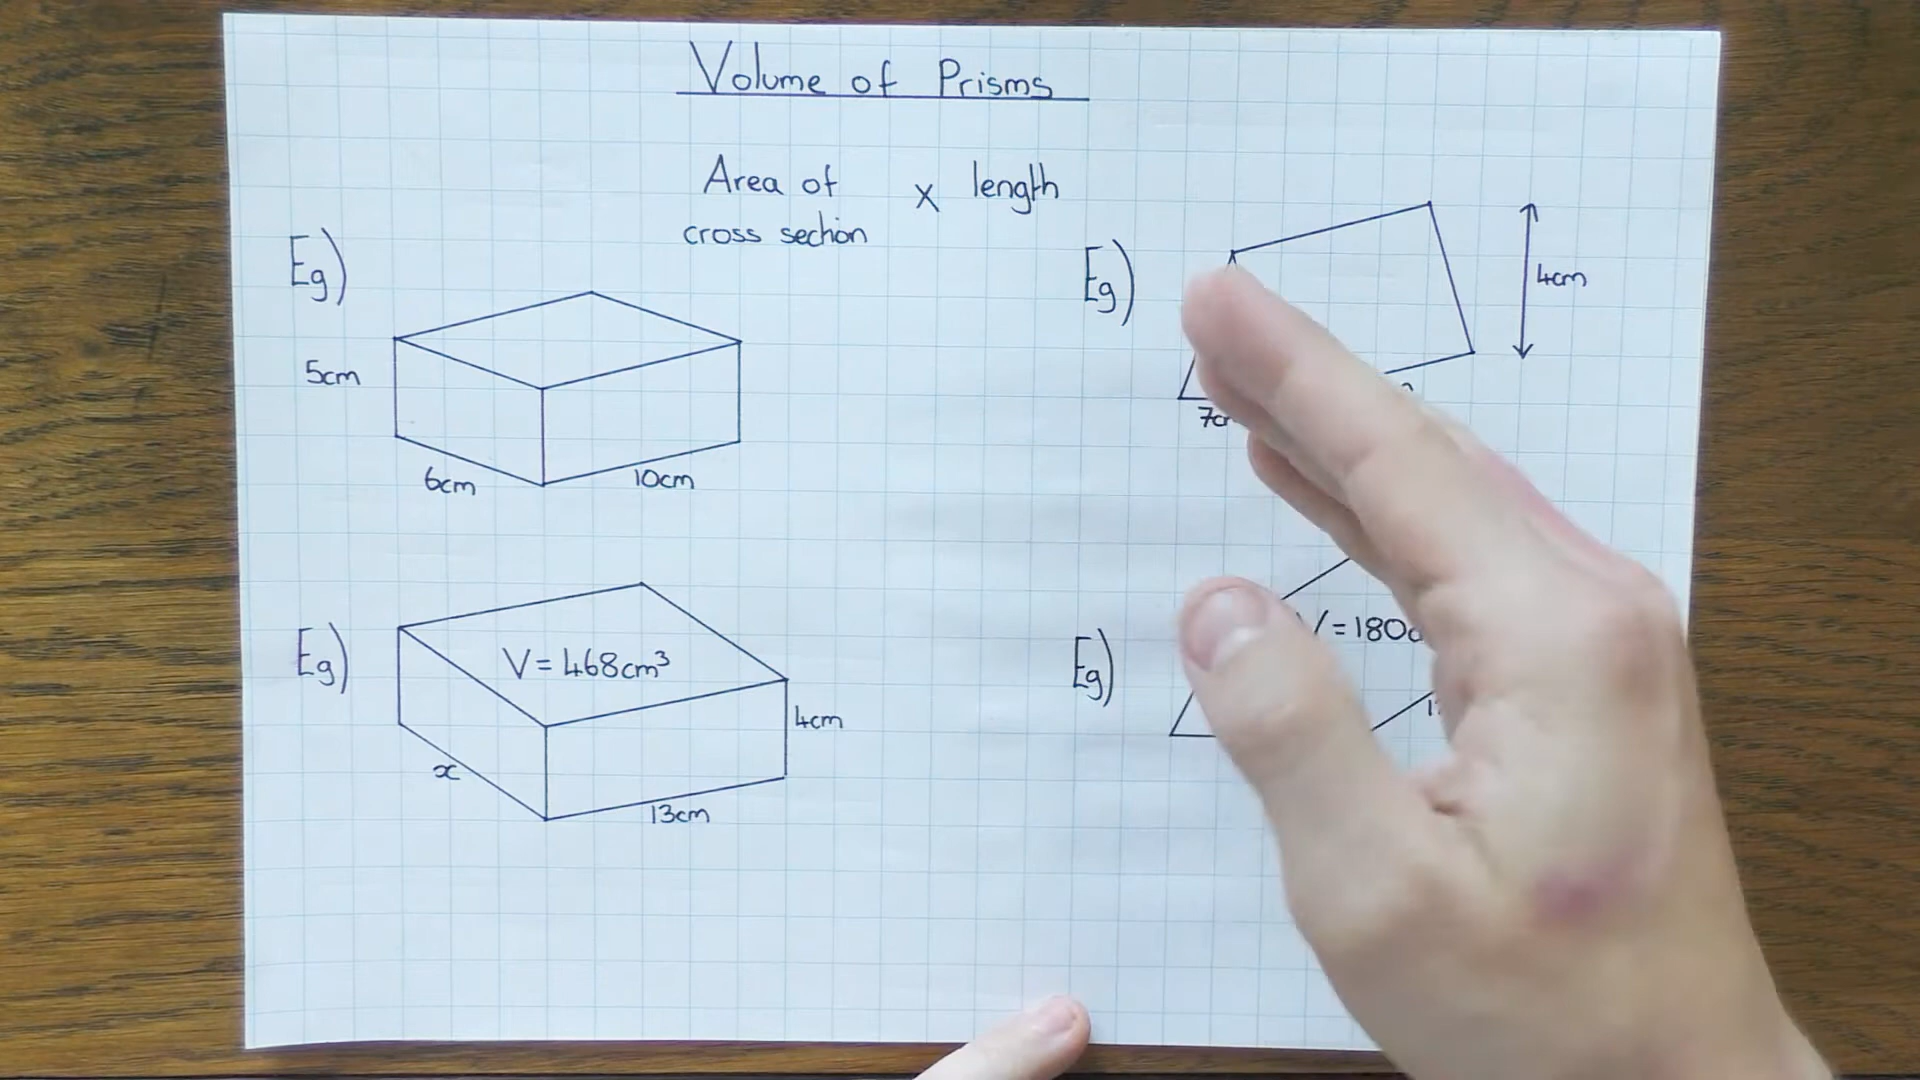 Volume of Prisms
Area of cross section x length
Eg)
5cm
6cm
10cm
Eg)
4cm
Eg)
V=468cm³
4cm
x
13cm
Eg)